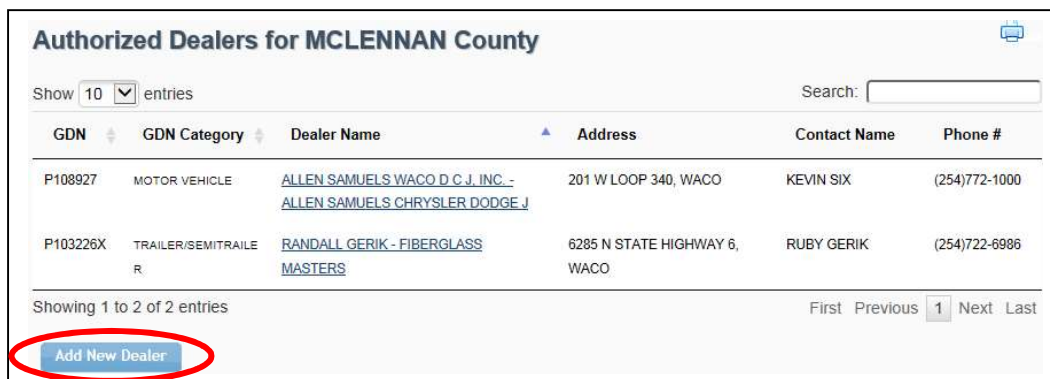 Authorized Dealers for MCLENNAN County
Show 10 entries Search:
GDN GDN Category Dealer Name Address Contact Name Phone #
P108927 MOTOR VEHICLE ALLEN SAMUELS WACO D C J, INC. - 201 W LOOP 340, WACO KEVIN SIX (254)772-1000
ALLEN SAMUELS CHRYSLER DODGE J
P103226X TRAILER/SEMITRAILE RANDALL GERIK - FIBERGLASS 6285 N STATE HIGHWAY 6, RUBY GERIK (254)722-6986
R MASTERS WACO
Showing 1 to 2 of 2 entries First Previous 1 Next Last
Add New Dealer